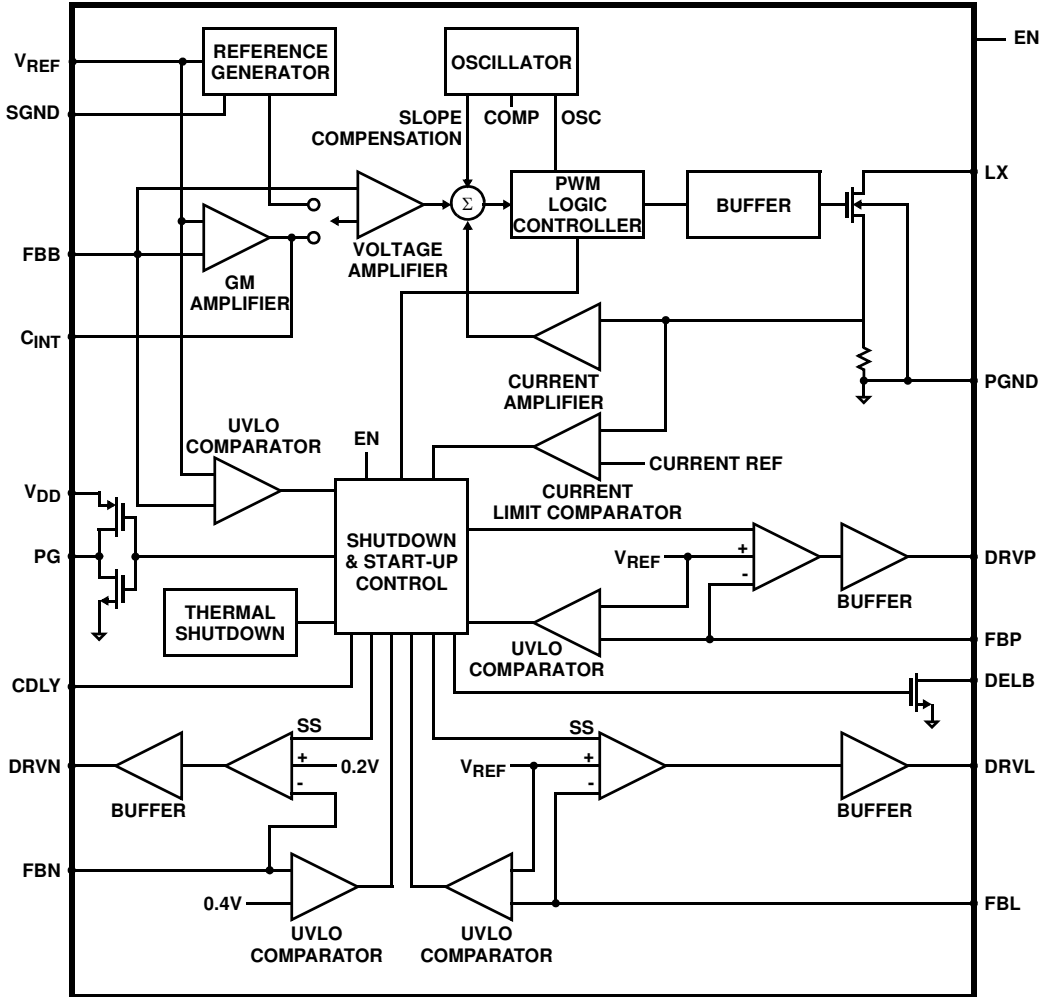 EN
VREF
REFERENCE
GENERATOR
OSCILLATOR
SGND
SLOPE
COMPENSATION
COMP
OSC
LX
PWM
LOGIC
CONTROLLER
BUFFER
Σ
VOLTAGE
AMPLIFIER
FBB
GM
AMPLIFIER
CINT
CURRENT
AMPLIFIER
PGND
UVLO
COMPARATOR
EN
CURRENT REF
CURRENT
LIMIT COMPARATOR
VDD
SHUTDOWN
& START-UP
CONTROL
PG
VREF
+
-
BUFFER
DRVP
THERMAL
SHUTDOWN
UVLO
COMPARATOR
FBP
CDLY
DELB
SS
+
-
0.2V
DRVN
BUFFER
SS
VREF
+
-
BUFFER
DRVL
FBN
0.4V
UVLO
COMPARATOR
UVLO
COMPARATOR
FBL